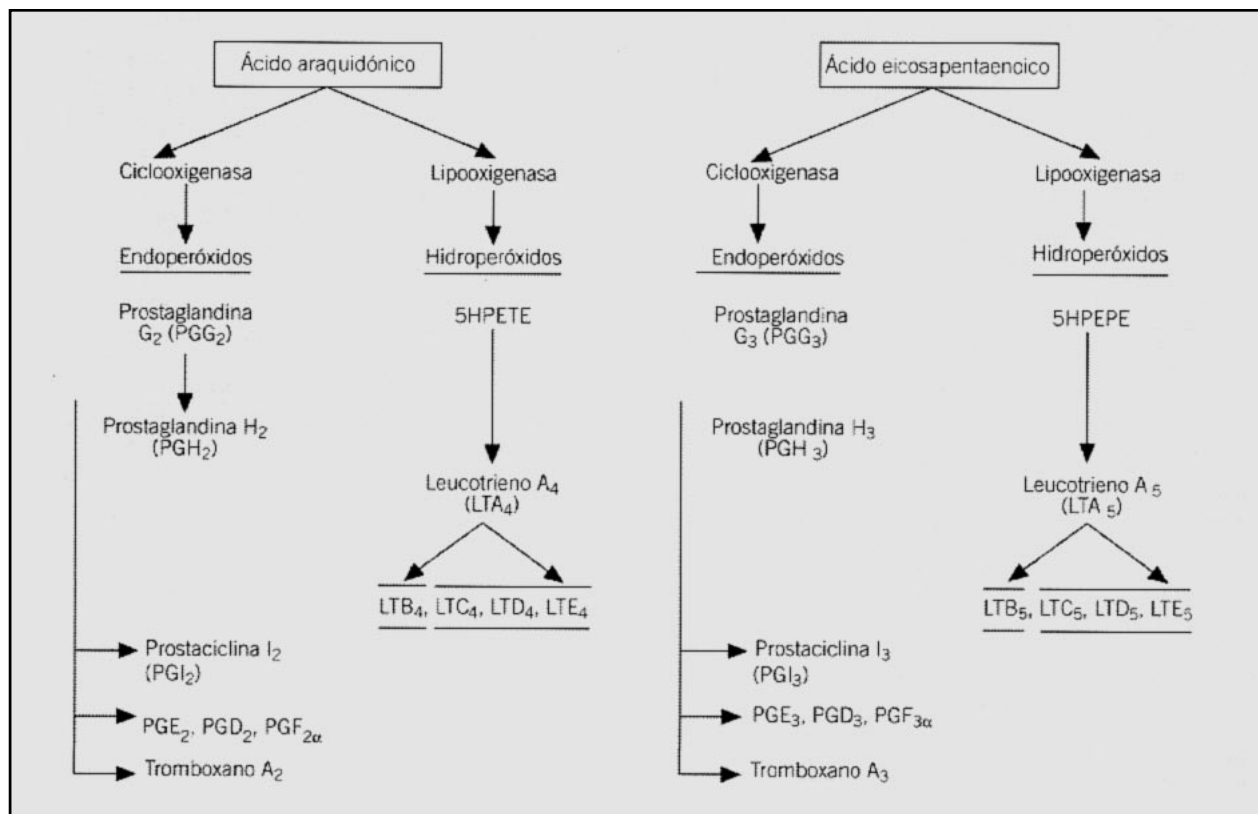 Ácido araquidónico
Ciclooxigenasa
Lipooxigenasa
Endoperóxidos
Hidroperóxidos
Prostaglandina
G2 (PGG2)
5HPETE
Prostaglandina H2
(PGH2)
Leucotrieno A4
(LTA4)
LTB4, LTC4, LTD4, LTE4
Prostaciclina I2
(PGI2)
PGE2, PGD2, PGF2α
Tromboxano A2
Ácido eicosapentaenoico
Ciclooxigenasa
Lipooxigenasa
Endoperóxidos
Hidroperóxidos
Prostaglandina
G3 (PGG3)
5HPEPE
Prostaglandina H3
(PGH 3)
Leucotrieno A 5
(LTA 5)
LTB5, LTC5, LTD5, LTE5
Prostaciclina I3
(PGI3)
PGE3, PGD3, PGF3α
Tromboxano A3